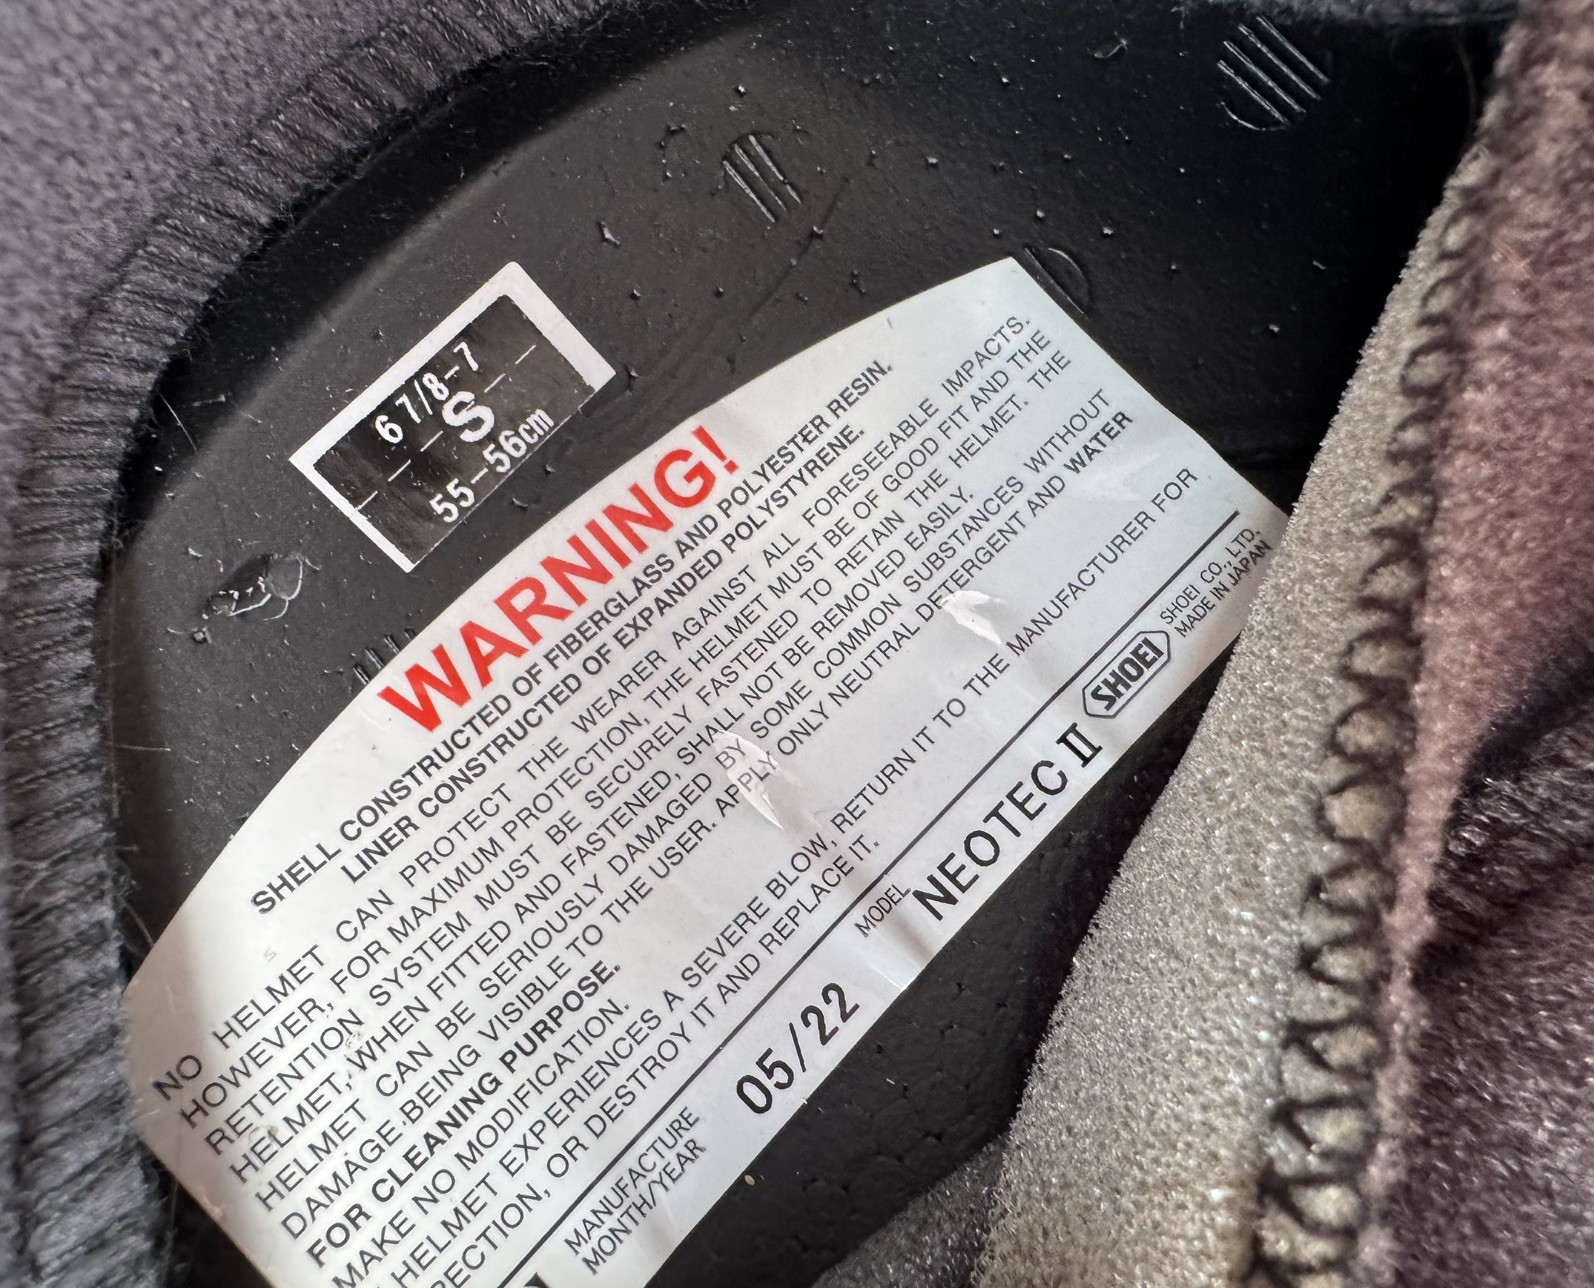 6 7/8-7
S
55-56cm
WARNING!
SHELL CONSTRUCTED OF FIBERGLASS AND POLYESTER RESIN.
LINER CONSTRUCTED OF EXPANDED POLYSTYRENE.
NO HELMET CAN PROTECT THE WEARER AGAINST ALL FORESEEABLE IMPACTS.
HOWEVER, FOR MAXIMUM PROTECTION, THE HELMET MUST BE OF GOOD FIT AND THE
RETENTION SYSTEM MUST BE SECURELY FASTENED TO RETAIN THE HELMET. THE
HELMET, WHEN FITTED AND FASTENED, SHALL NOT BE REMOVED EASILY.
HELMET CAN BE SERIOUSLY DAMAGED BY SOME COMMON SUBSTANCES WITHOUT
DAMAGE BEING VISIBLE TO THE USER. APPLY ONLY NEUTRAL DETERGENT AND WATER
FOR CLEANING PURPOSE.
MAKE NO MODIFICATION.
HELMET EXPERIENCES A SEVERE BLOW, RETURN IT TO THE MANUFACTURER FOR
OR DESTROY IT AND REPLACE IT.
MANUFACTURE
MONTH/YEAR
05/22
MODEL
NEOTEC II
SHOEI
SHOEI CO., LTD.
MADE IN JAPAN